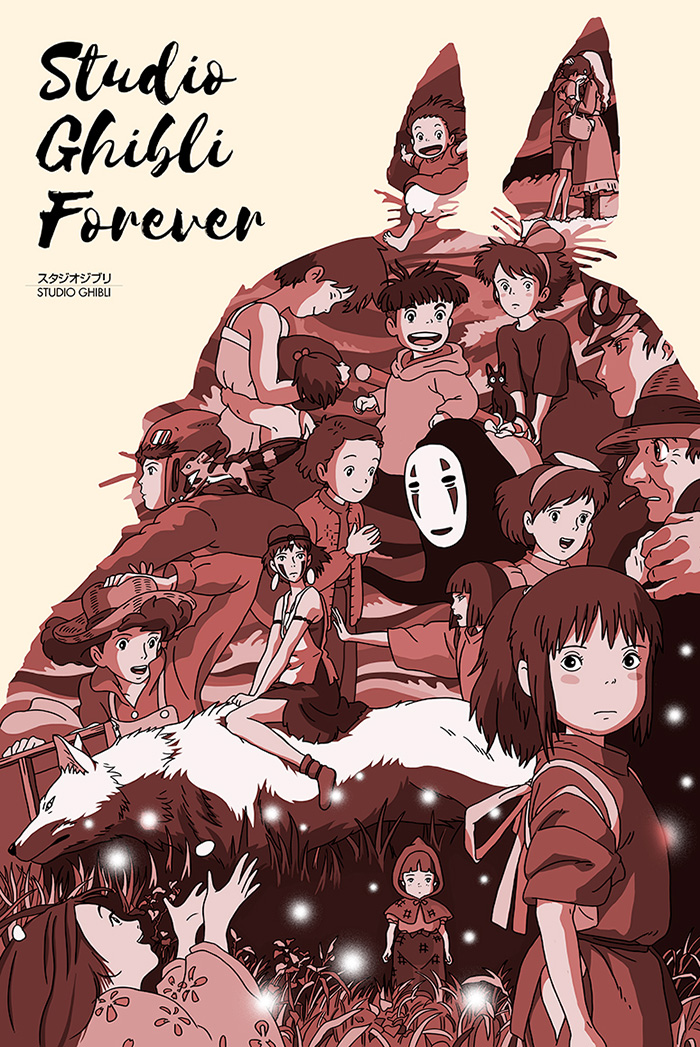 Studio
Ghibli
Forever
スタジオジブリ
STUDIO GHIBLI